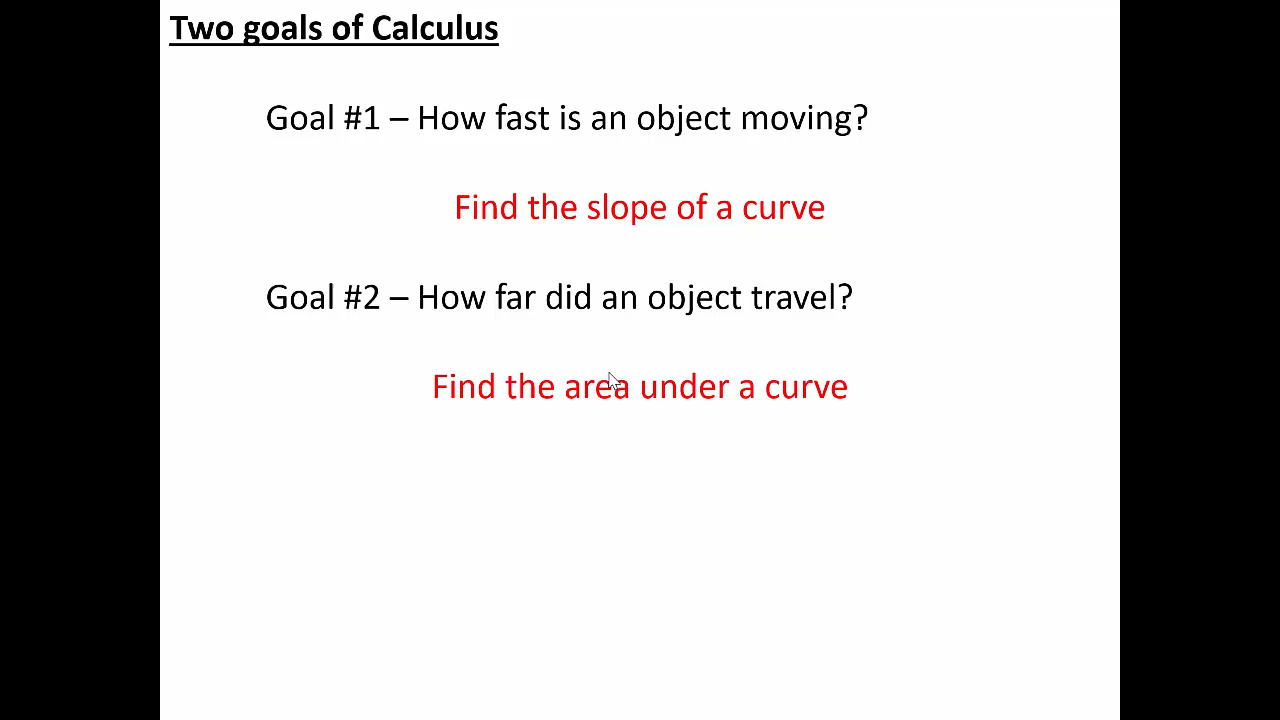 Two goals of Calculus
Goal #1 – How fast is an object moving?
Find the slope of a curve
Goal #2 – How far did an object travel?
Find the area under a curve